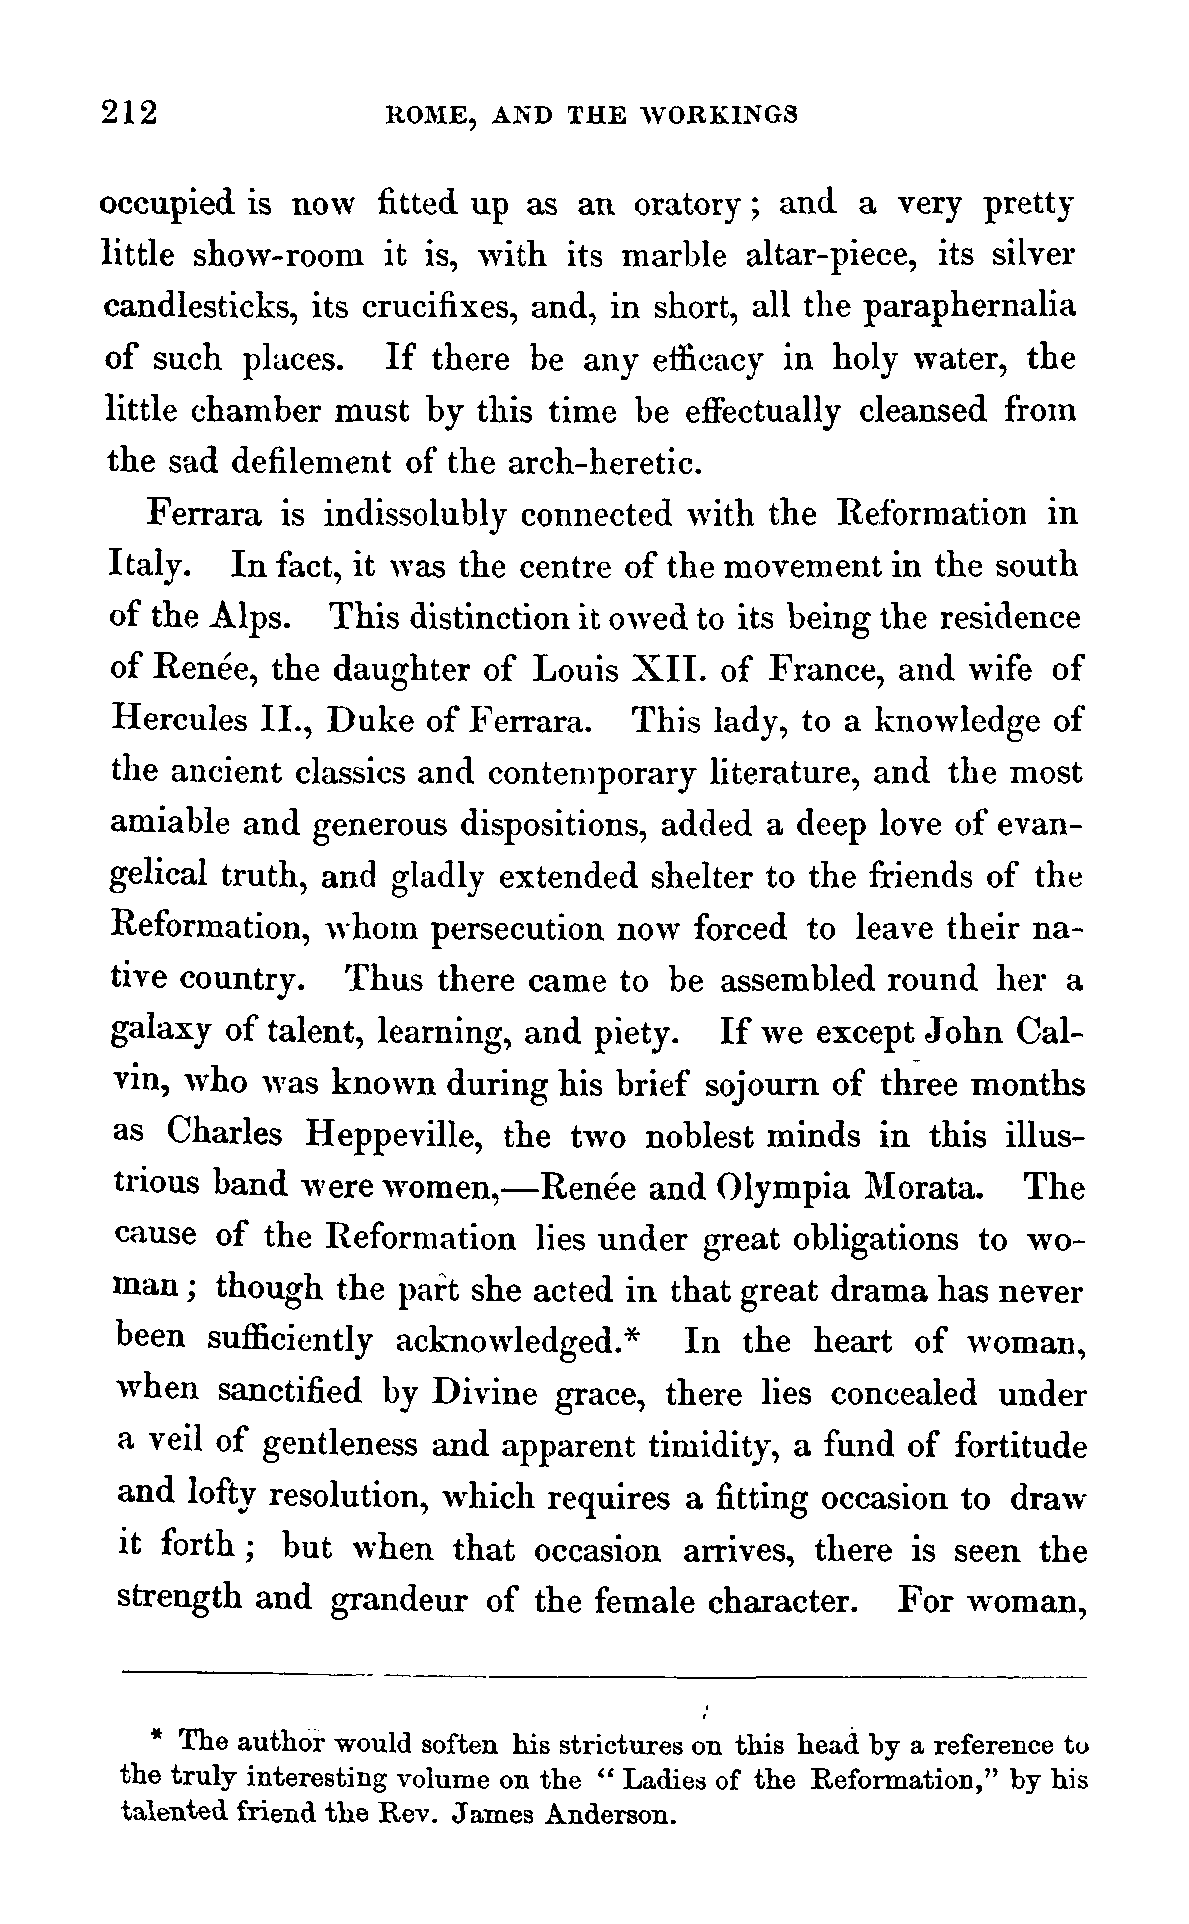 212 ROME, AND THE WORKINGS
occupied is now fitted up as an oratory; and a very pretty
little show-room it is, with its marble altar-piece, its silver
candlesticks, its crucifixes, and, in short, all the paraphernalia
of such places. If there be any efficacy in holy water, the
little chamber must by this time be effectually cleansed from
the sad defilement of the arch-heretic.
Ferrara is indissolubly connected with the Reformation in
Italy. In fact, it was the centre of the movement in the south
of the Alps. This distinction it owed to its being the residence
of Renée, the daughter of Louis XII. of France, and wife of
Hercules II., Duke of Ferrara. This lady, to a knowledge of
the ancient classics and contemporary literature, and the most
amiable and generous dispositions, added a deep love of evan-
gelical truth, and gladly extended shelter to the friends of the
Reformation, whom persecution now forced to leave their na-
tive country. Thus there came to be assembled round her a
galaxy of talent, learning, and piety. If we except John Cal-
vin, who was known during his brief sojourn of three months
as Charles Heppeville, the two noblest minds in this illus-
trious band were women,—Renée and Olympia Morata. The
cause of the Reformation lies under great obligations to wo-
man; though the part she acted in that great drama has never
been sufficiently acknowledged.* In the heart of woman,
when sanctified by Divine grace, there lies concealed under
a veil of gentleness and apparent timidity, a fund of fortitude
and lofty resolution, which requires a fitting occasion to draw
it forth; but when that occasion arrives, there is seen the
strength and grandeur of the female character. For woman,
* The author would soften his strictures on this head by a reference to
the truly interesting volume on the "Ladies of the Reformation," by his
talented friend the Rev. James Anderson.